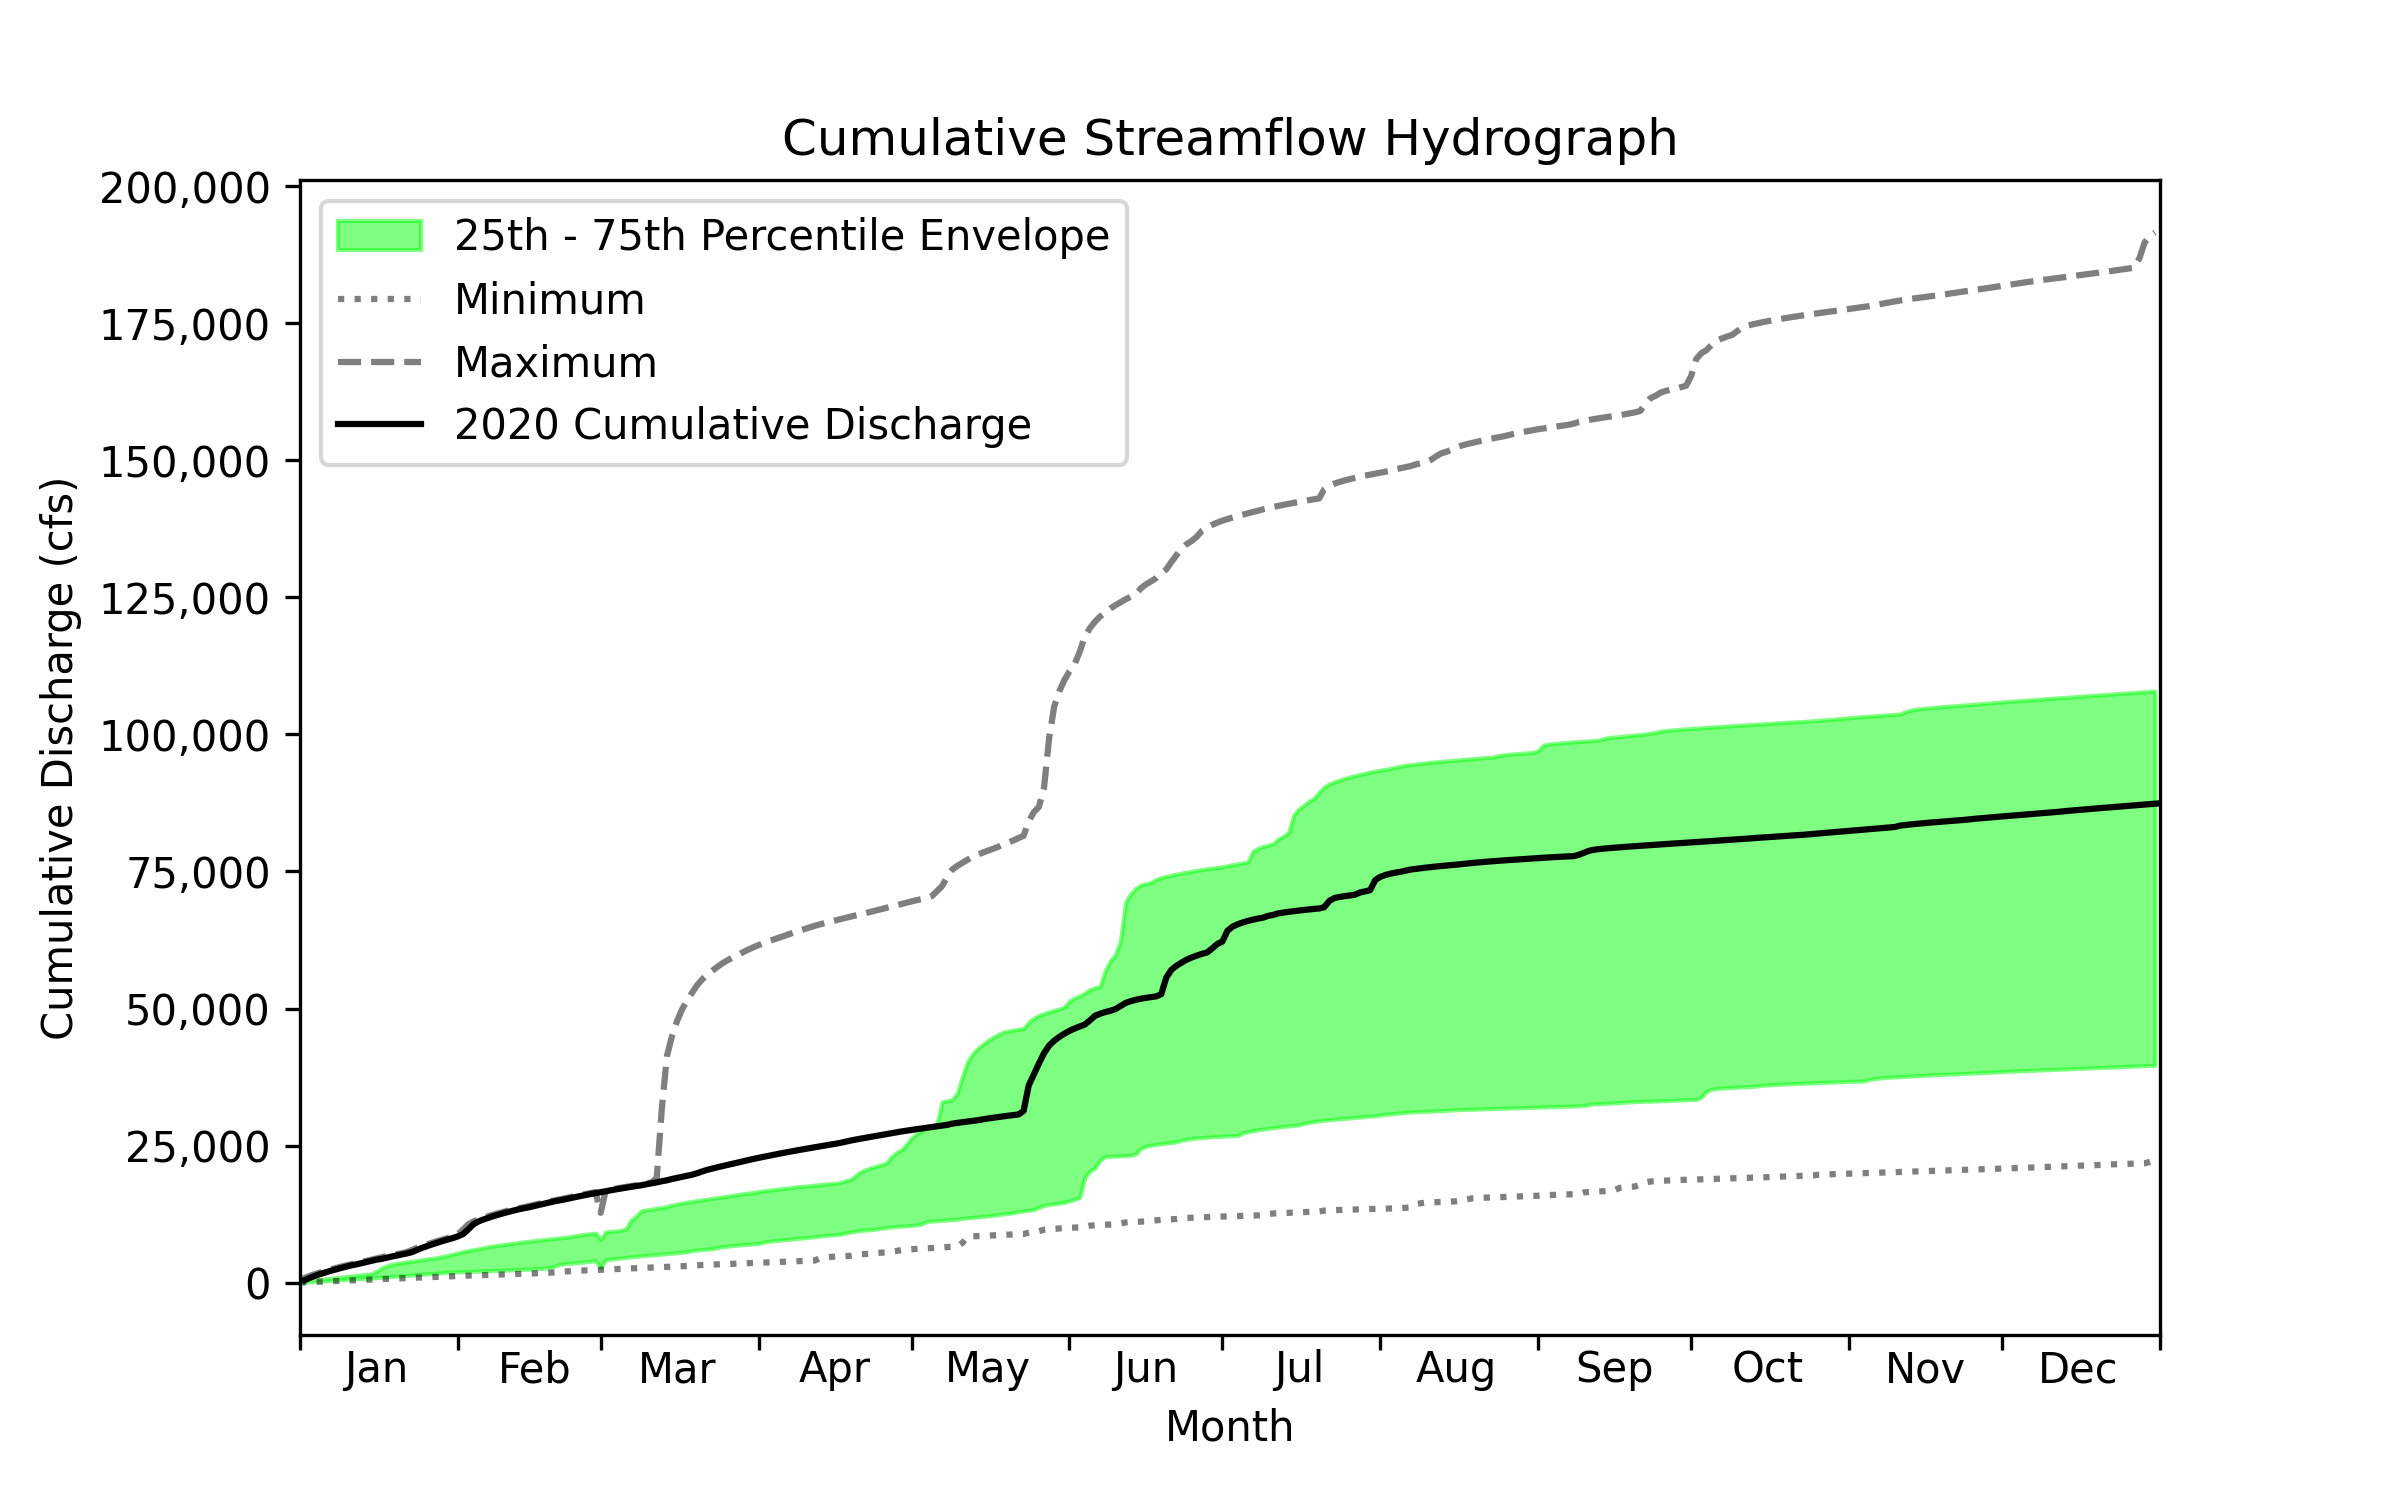 Cumulative Streamflow Hydrograph
200,000
175,000
150,000
125,000
100,000
75,000
50,000
25,000
0
Cumulative Discharge (cfs)
25th - 75th Percentile Envelope
Minimum
Maximum
2020 Cumulative Discharge
Jan Feb Mar Apr May Jun Jul Aug Sep Oct Nov Dec
Month